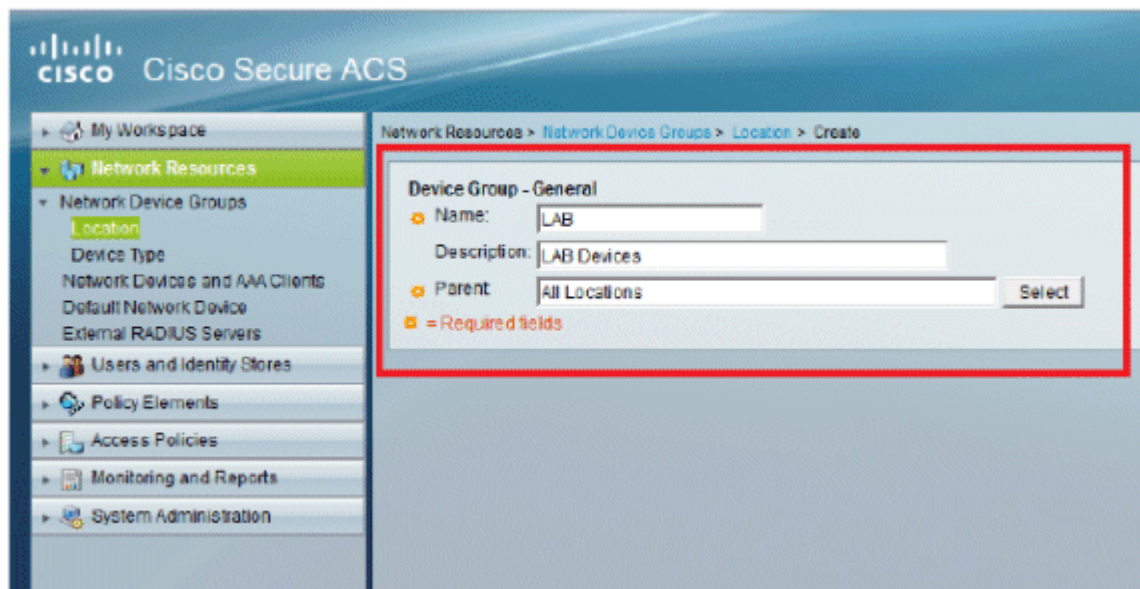 CISCO Cisco Secure ACS
My Workspace
Network Resources
Network Device Groups
Location
Device Type
Network Devices and AAA Clients
Default Network Device
External RADIUS Servers
Users and Identity Stores
Policy Elements
Access Policies
Monitoring and Reports
System Administration
Network Resources > Network Device Groups > Location > Create
Device Group - General
Name: LAB
Description: LAB Devices
Parent All Locations Select
= Required fields